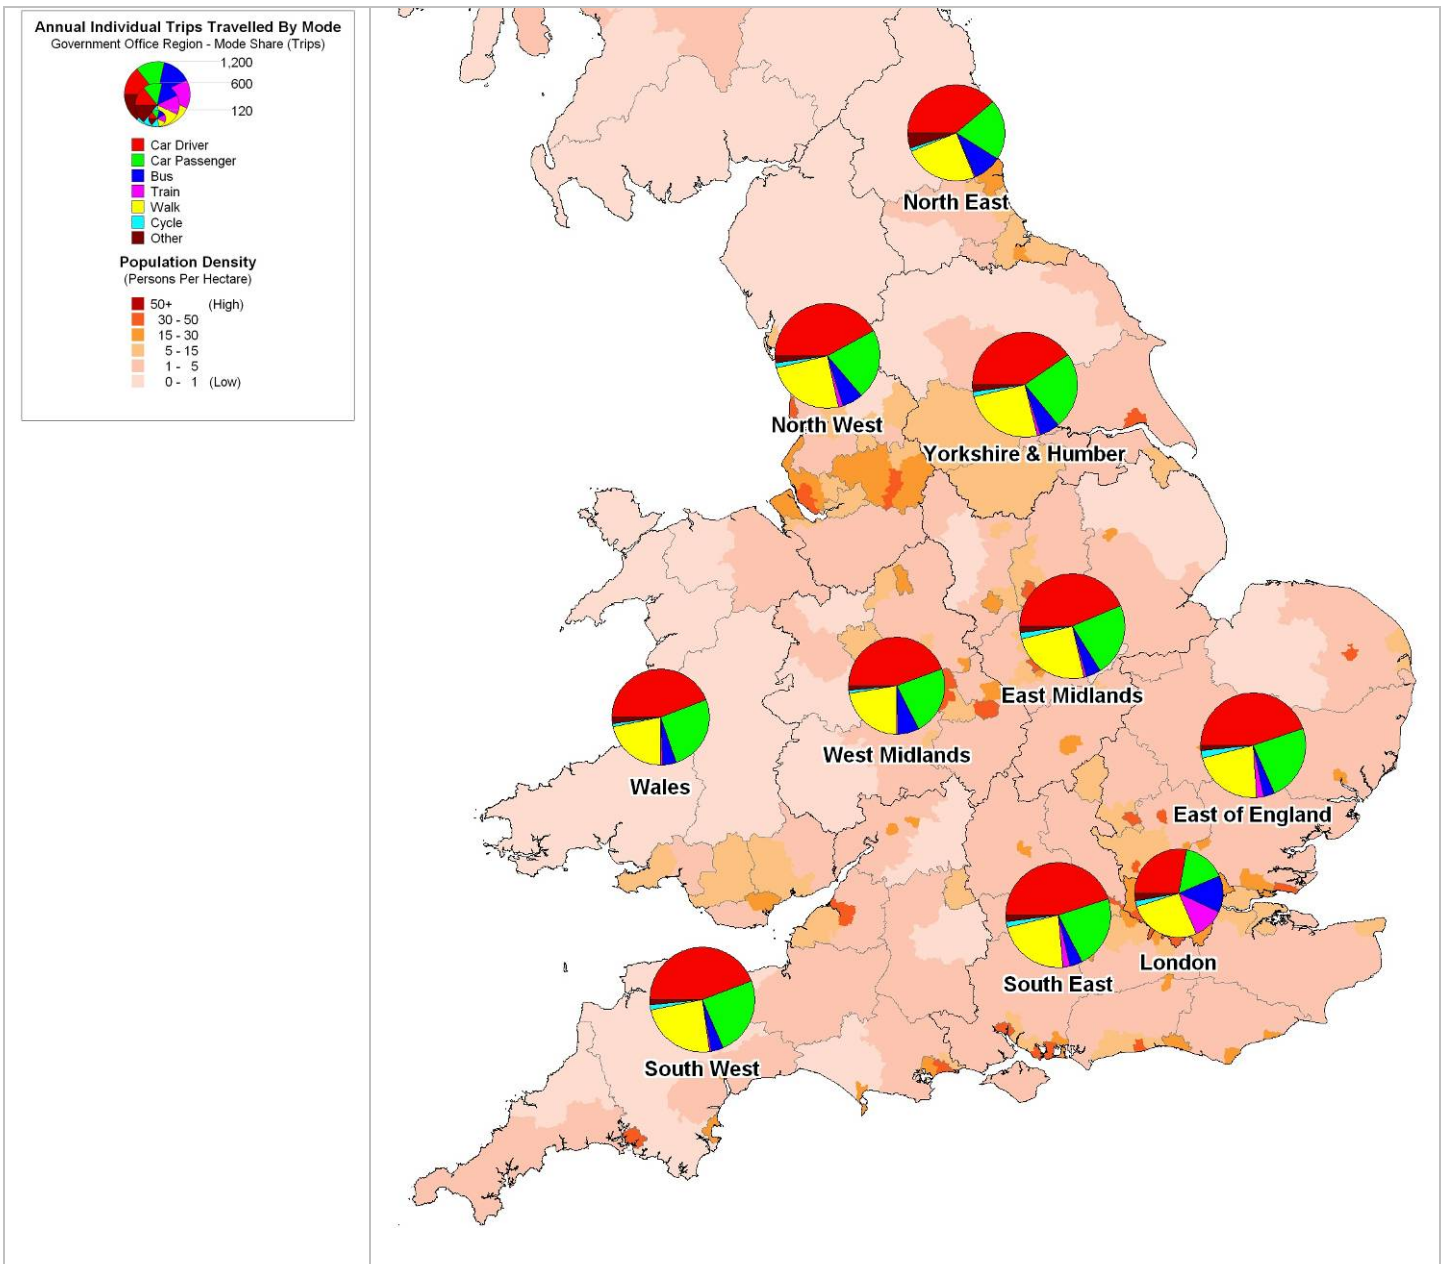 Annual Individual Trips Travelled By Mode
Government Office Region - Mode Share (Trips)
1,200
600
120
Car Driver
Car Passenger
Bus
Train
Walk
Cycle
Other
Population Density
(Persons Per Hectare)
50+ (High)
30 - 50
15 - 30
5 - 15
1 - 5
0 - 1 (Low)
North East
North West
Yorkshire & Humber
East Midlands
West Midlands
Wales
East of England
London
South East
South West